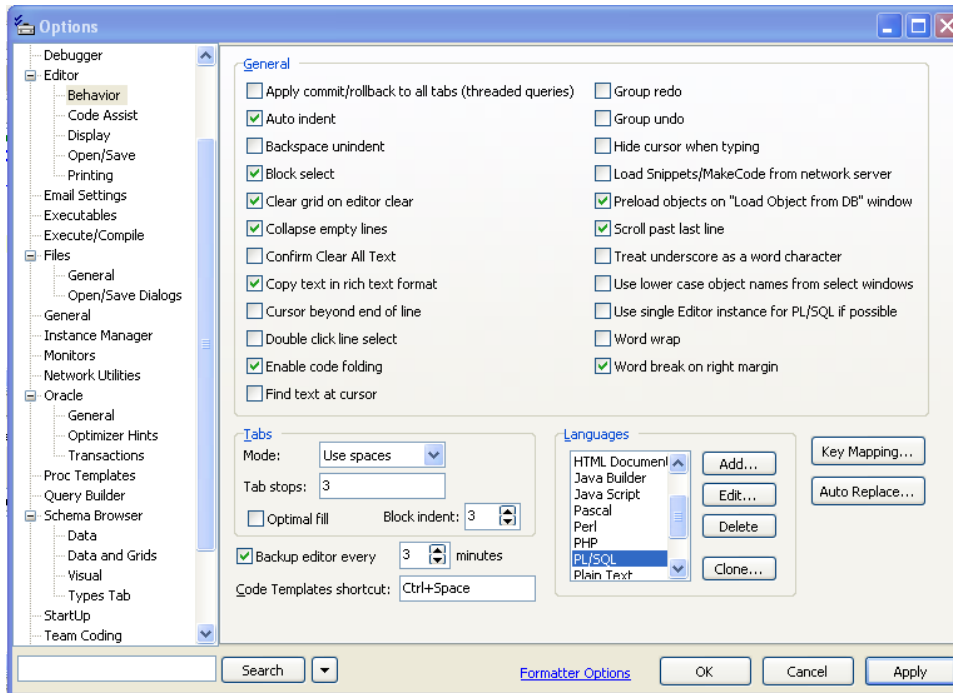 Options
Debugger
Editor
Behavior
Code Assist
Display
Open/Save
Printing
Email Settings
Executables
Execute/Compile
Files
General
Open/Save Dialogs
General
Instance Manager
Monitors
Network Utilities
Oracle
General
Optimizer Hints
Transactions
Proc Templates
Query Builder
Schema Browser
Data
Data and Grids
Visual
Types Tab
StartUp
Team Coding
General
Apply commit/rollback to all tabs (threaded queries)
Auto indent
Backspace unindent
Block select
Clear grid on editor clear
Collapse empty lines
Confirm Clear All Text
Copy text in rich text format
Cursor beyond end of line
Double click line select
Enable code folding
Find text at cursor
Group redo
Group undo
Hide cursor when typing
Load Snippets/MakeCode from network server
Preload objects on "Load Object from DB" window
Scroll past last line
Treat underscore as a word character
Use lower case object names from select windows
Use single Editor instance for PL/SQL if possible
Word wrap
Word break on right margin
Tabs
Mode: Use spaces
Tab stops: 3
Optimal fill Block indent: 3
Backup editor every 3 minutes
Code Templates shortcut: Ctrl+Space
Languages
HTML Document
Java Builder
Java Script
Pascal
Perl
PHP
PL/SQL
Plain Text
Add...
Edit...
Delete
Clone...
Key Mapping...
Auto Replace...
Search
Formatter Options
OK
Cancel
Apply